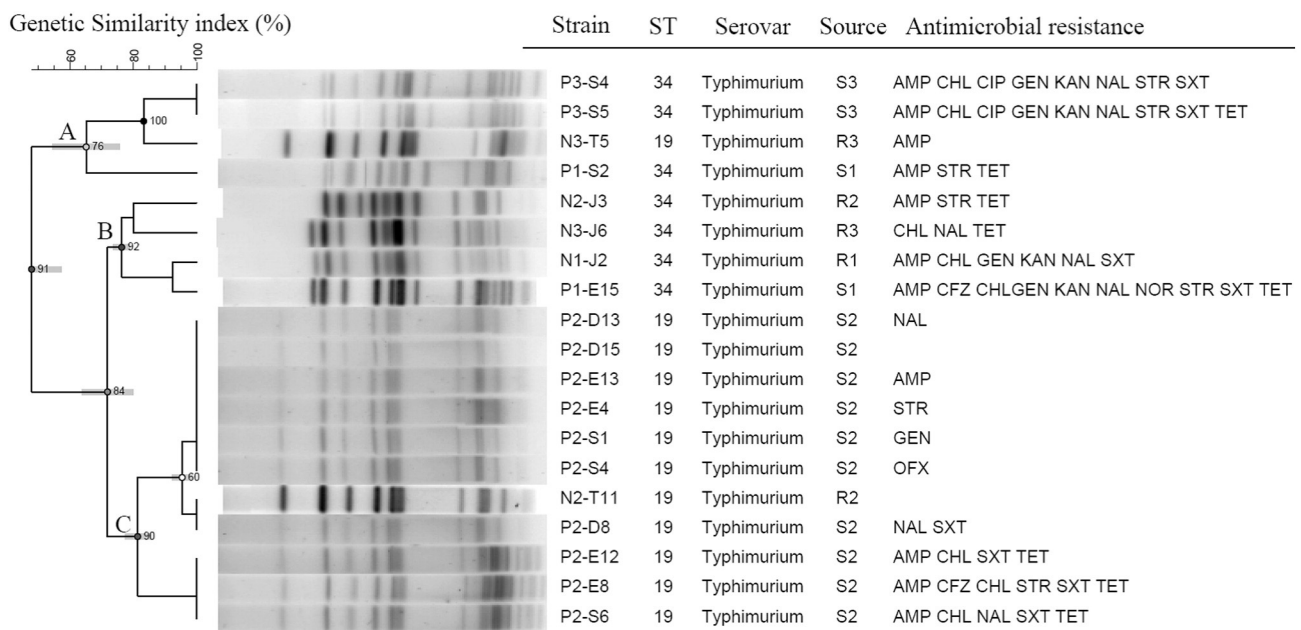 Genetic Similarity index (%) Strain ST Serovar Source Antimicrobial resistance
60 80 100
P3-S4 34 Typhimurium S3 AMP CHL CIP GEN KAN NAL STR SXT
P3-S5 34 Typhimurium S3 AMP CHL CIP GEN KAN NAL STR SXT TET
100
A
N3-T5 19 Typhimurium R3 AMP
76
P1-S2 34 Typhimurium S1 AMP STR TET
N2-J3 34 Typhimurium R2 AMP STR TET
B
N3-J6 34 Typhimurium R3 CHL NAL TET
92
N1-J2 34 Typhimurium R1 AMP CHL GEN KAN NAL SXT
91
P1-E15 34 Typhimurium S1 AMP CFZ CHLGEN KAN NAL NOR STR SXT TET
P2-D13 19 Typhimurium S2 NAL
P2-D15 19 Typhimurium S2
P2-E13 19 Typhimurium S2 AMP
84
P2-E4 19 Typhimurium S2 STR
P2-S1 19 Typhimurium S2 GEN
P2-S4 19 Typhimurium S2 OFX
60
N2-T11 19 Typhimurium R2
C
P2-D8 19 Typhimurium S2 NAL SXT
90
P2-E12 19 Typhimurium S2 AMP CHL SXT TET
P2-E8 19 Typhimurium S2 AMP CFZ CHL STR SXT TET
P2-S6 19 Typhimurium S2 AMP CHL NAL SXT TET